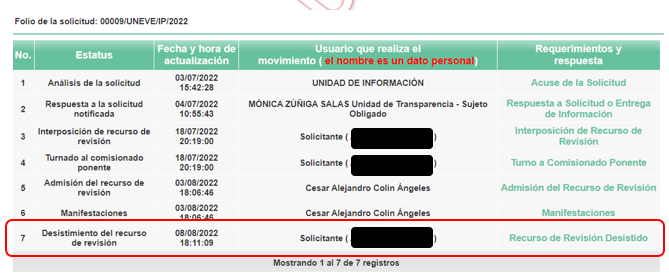 Folio de la solicitud: 00009/UNEVE/IP/2022
No. Estatus Fecha y hora de actualización Usuario que realiza el movimiento ( el nombre es un dato personal) Requerimientos y respuesta
1 Análisis de la solicitud 03/07/2022 15:42:28 UNIDAD DE INFORMACIÓN Acuse de la Solicitud
2 Respuesta a la solicitud notificada 04/07/2022 10:55:43 MÓNICA ZÚÑIGA SALAS Unidad de Transparencia - Sujeto Obligado Respuesta a Solicitud o Entrega de Información
3 Interposición de recurso de revisión 18/07/2022 20:19:00 Solicitante ( ) Interposición de Recurso de Revisión
4 Turnado al comisionado ponente 18/07/2022 20:19:00 Solicitante ( ) Turno a Comisionado Ponente
5 Admisión del recurso de revisión 03/08/2022 18:06:46 Cesar Alejandro Colín Ángeles Admisión del Recurso de Revisión
6 Manifestaciones 03/08/2022 18:06:46 Cesar Alejandro Colín Ángeles Manifestaciones
7 Desistimiento del recurso de revisión 08/08/2022 18:11:09 Solicitante ( ) Recurso de Revisión Desistido
Mostrando 1 al 7 de 7 registros